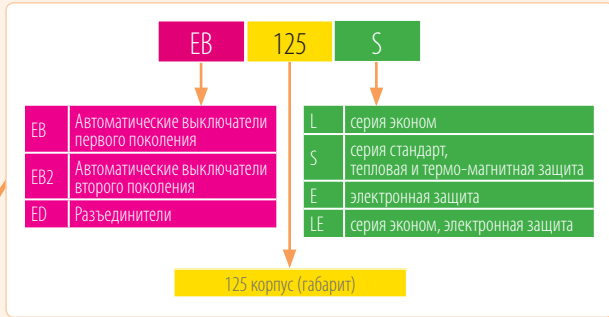 EB 125 S
EB Автоматические выключатели
первого поколения
EB2 Автоматические выключатели
второго поколения
ED Разъединители
L серия эконом
S серия стандарт,
тепловая и термо-магнитная защита
E электронная защита
LE серия эконом, электронная защита
125 корпус (габарит)